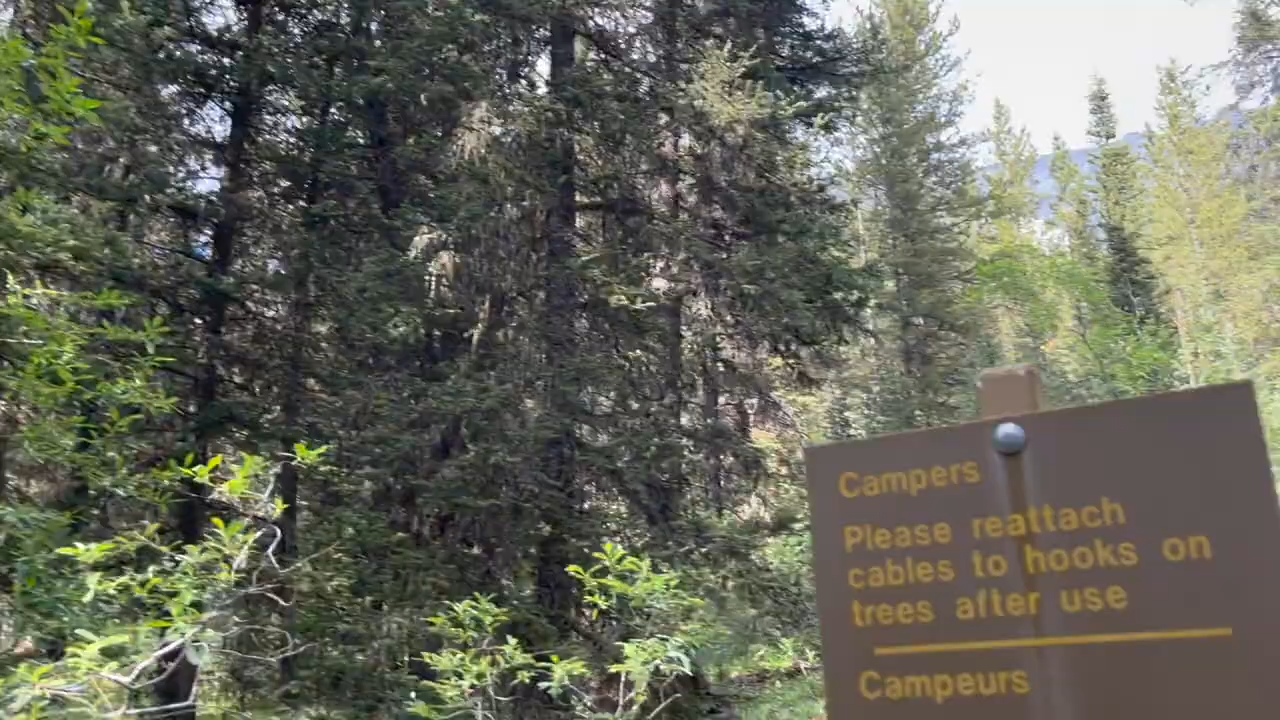 Campers
Please reattach
cables to hooks on
trees after use
Campeurs